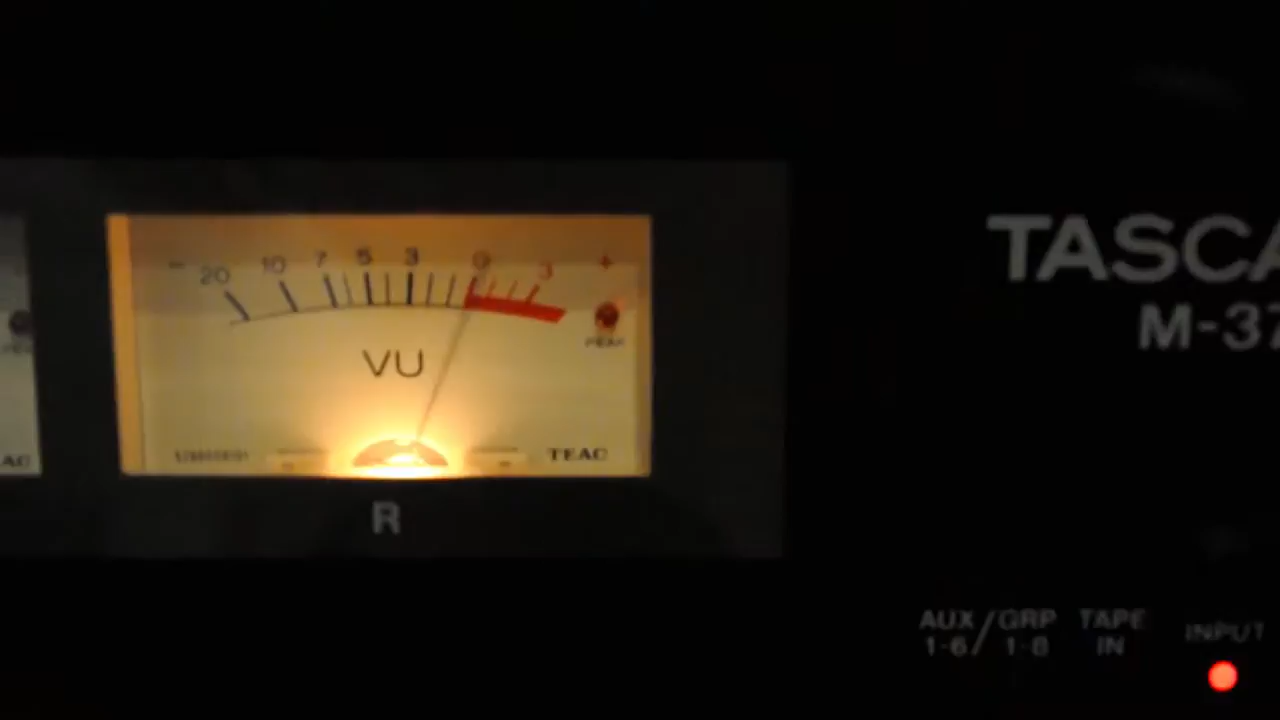 - 20 10 7 5 3 0 3 +
PEAK
VU
TEAC
AC
R
TASCA
M-37
AUX/GRP TAPE INPUT
1-6/1-8 IN